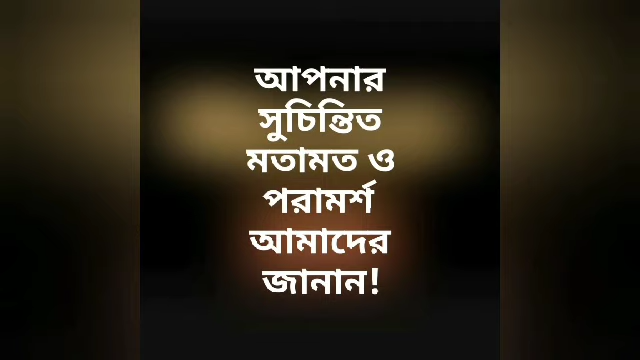 আপনার
সুচিন্তিত
মতামত ও
পরামর্শ
আমাদের
জানান!